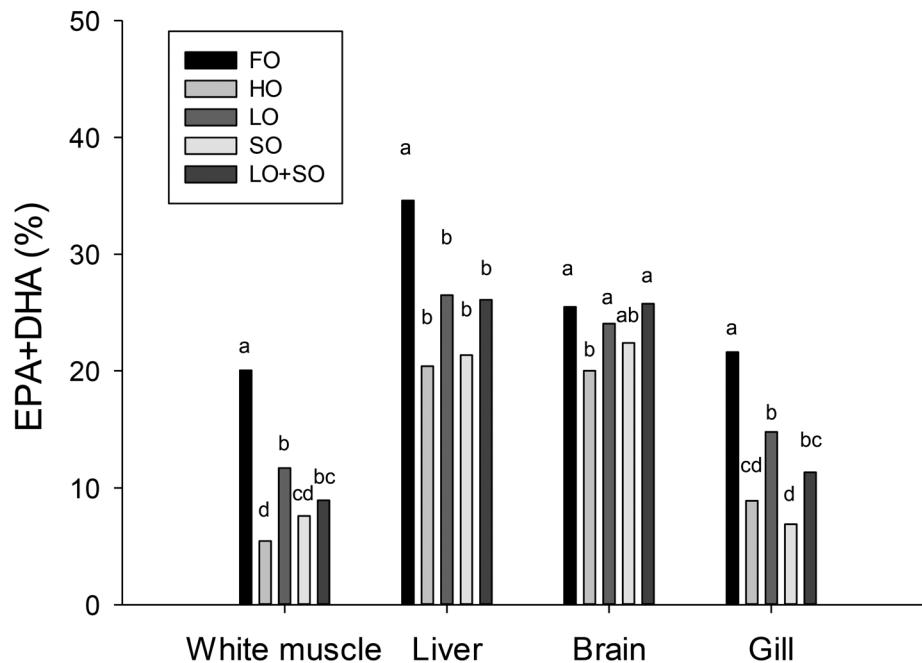 50
40
30
20
10
0
EPA+DHA (%)
FO
HO
LO
SO
LO+SO
a
d
b
cd
bc
a
b
b
b
b
a
b
a
ab
a
a
cd
b
d
bc
White muscle
Liver
Brain
Gill